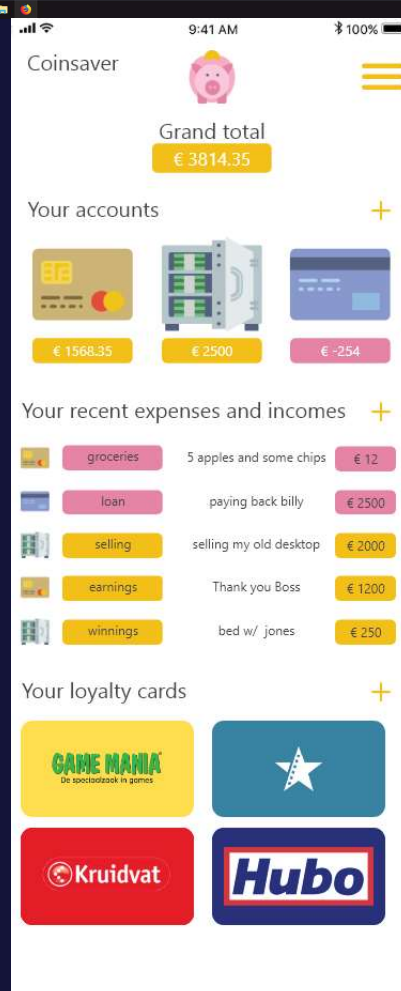 9:41 AM 100%
Coinsaver
Grand total
€ 3814.35
Your accounts +
€ 1568.35 € 2500 € -254
Your recent expenses and incomes +
groceries 5 apples and some chips € 12
loan paying back billy € 2500
selling selling my old desktop € 2000
earnings Thank you Boss € 1200
winnings bed w/ jones € 250
Your loyalty cards +
GAME MANIA
De speciaalzaak in games
Kruidvat Hubo